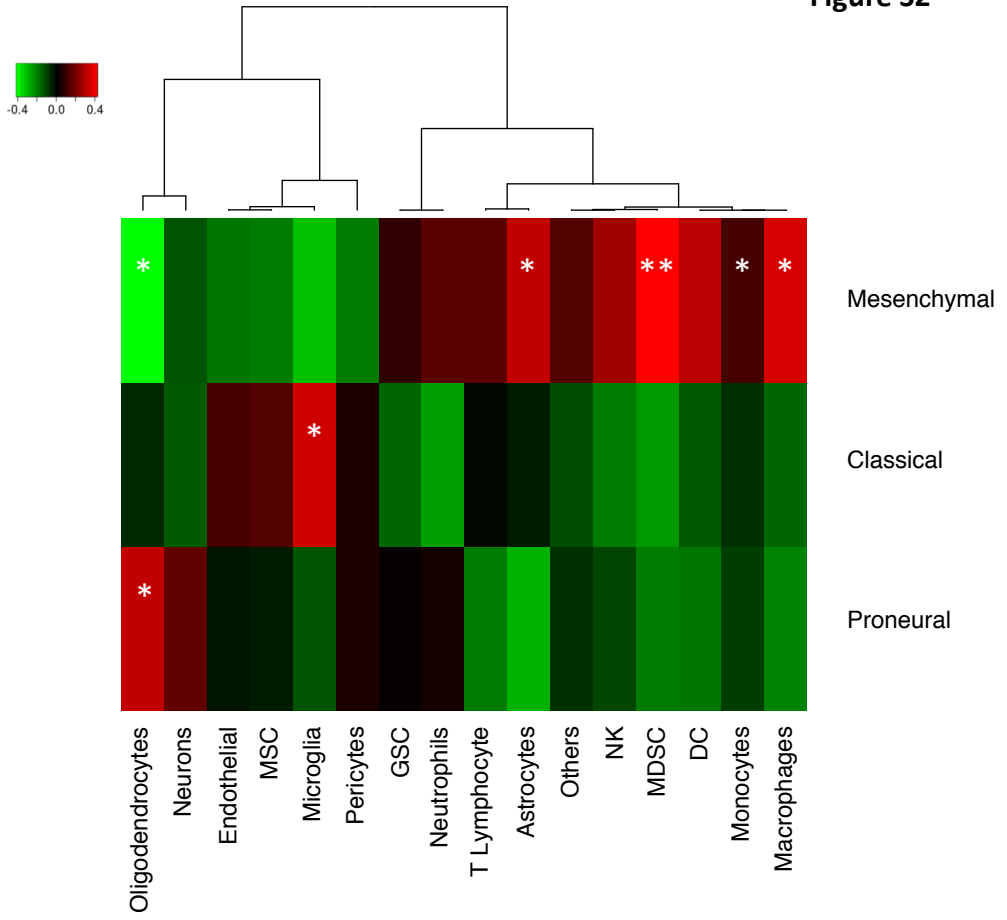 Figure S2
-0.4 0.0 0.4
* * ** * *
Mesenchymal
*
Classical
*
Proneural
Oligodendrocytes
Neurons
Endothelial
MSC
Microglia
Pericytes
GSC
Neutrophils
T Lymphocyte
Astrocytes
Others
NK
MDSC
DC
Monocytes
Macrophages